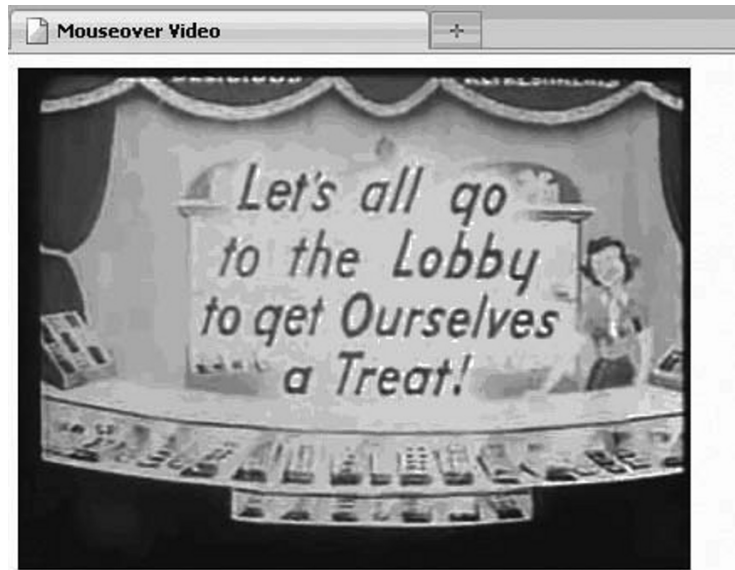 Mouseover Video
Let's all go
to the Lobby
to get Ourselves
a Treat!